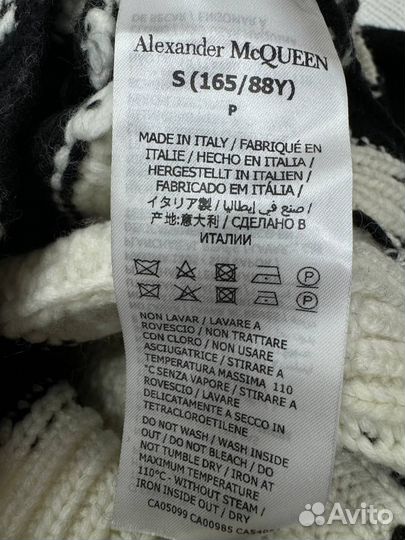 DE RECAR / ENGOMAR A
Alexander McQUEEN
S (165/88Y)
P
MADE IN ITALY / FABRIQUÉ EN
ITALIE / HECHO EN ITALIA /
HERGESTELLT IN ITALIEN /
FABRICADO EM ITÁLIA /
イタリア製 / صنع في إيطاليا /
产地:意大利 / СДЕЛАНО В
ИТАЛИИ
P
P
NON LAVAR / LAVARE A
ROVESCIO / NON TRATTARE
CON CLORO / NON USARE
ASCIUGATRICE / STIRARE A
TEMPERATURA MASSIMA 110
°C SENZA VAPORE / STIRARE A
ROVESCIO / LAVARE
DELICATAMENTE A SECCO IN
TETRACLOROETILENE
DO NOT WASH / WASH INSIDE
OUT / DO NOT BLEACH / DO
NOT TUMBLE DRY / IRON AT
MAXIMUM TEMPERATURE
110°C - WITHOUT STEAM /
IRON INSIDE OUT / DRY
CA05099 CA00985
Avito